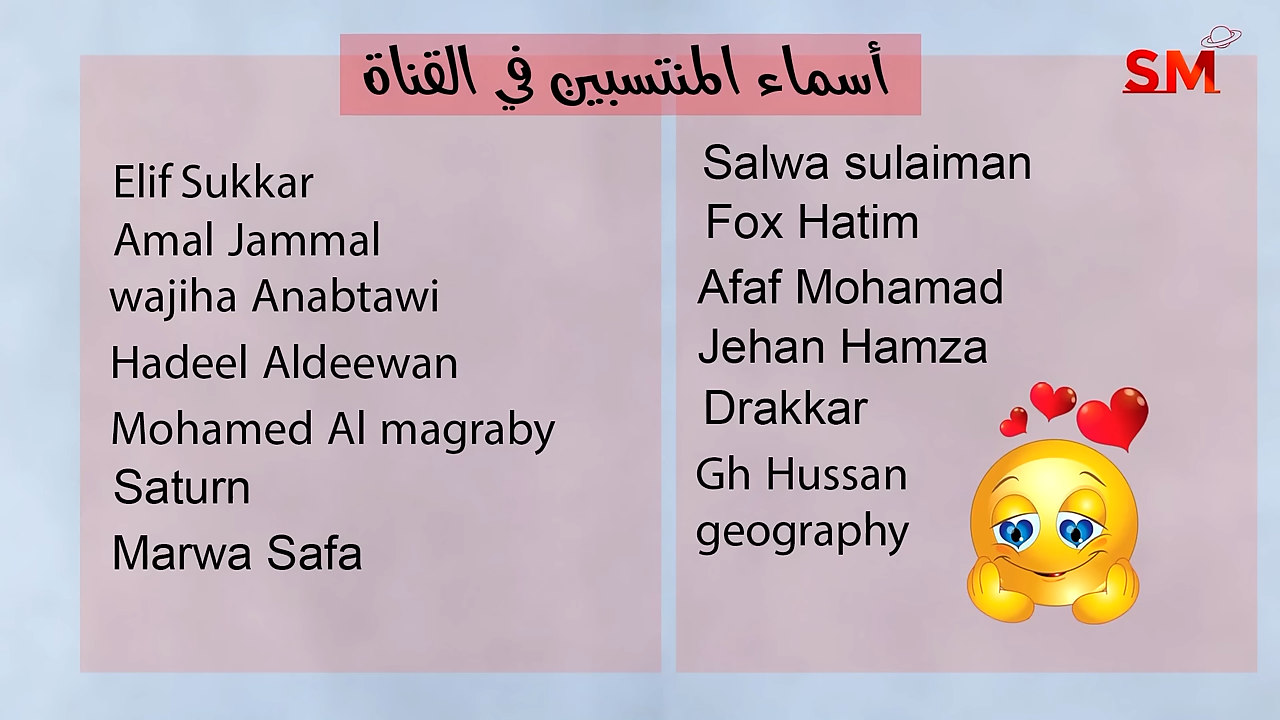 أسماء المنتسبين في القناة
SM
Elif Sukkar
Amal Jammal
wajiha Anabtawi
Hadeel Aldeewan
Mohamed Al magraby
Saturn
Marwa Safa
Salwa sulaiman
Fox Hatim
Afaf Mohamad
Jehan Hamza
Drakkar
Gh Hussan
geography